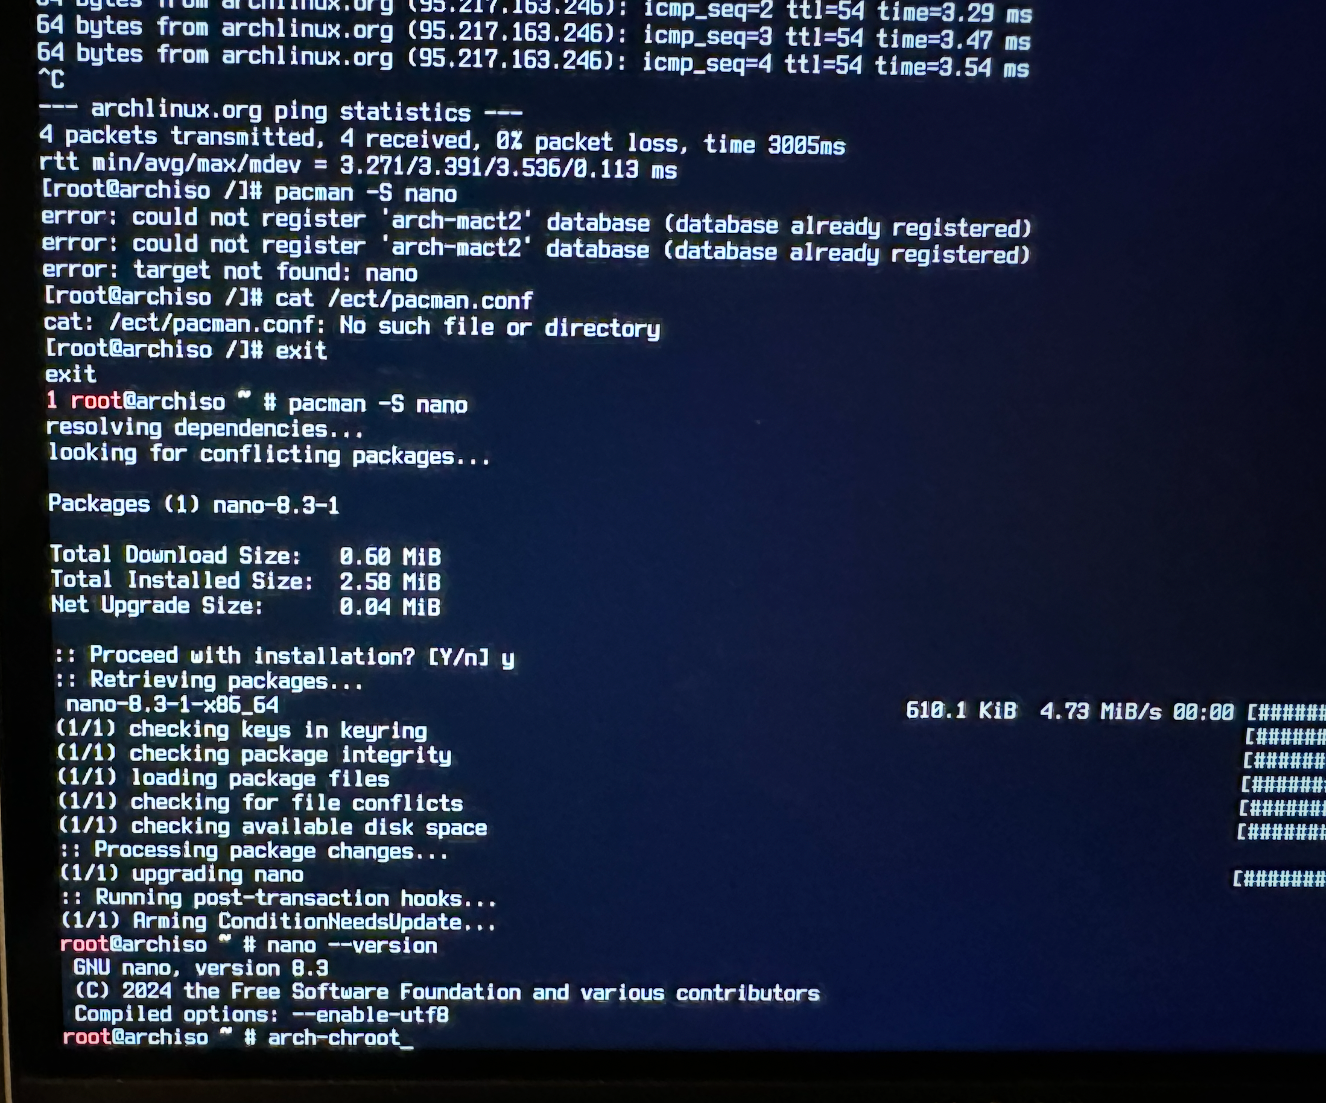 64 bytes from archlinux.org (95.217.163.246): icmp_seq=2 ttl=54 time=3.29 ms
64 bytes from archlinux.org (95.217.163.246): icmp_seq=3 ttl=54 time=3.47 ms
64 bytes from archlinux.org (95.217.163.246): icmp_seq=4 ttl=54 time=3.54 ms
^C
--- archlinux.org ping statistics ---
4 packets transmitted, 4 received, 0% packet loss, time 3005ms
rtt min/avg/max/mdev = 3.271/3.391/3.536/0.113 ms
[root@archiso /]# pacman -S nano
error: could not register 'arch-mact2' database (database already registered)
error: could not register 'arch-mact2' database (database already registered)
error: target not found: nano
[root@archiso /]# cat /ect/pacman.conf
cat: /ect/pacman.conf: No such file or directory
[root@archiso /]# exit
exit
1 root@archiso ~ # pacman -S nano
resolving dependencies...
looking for conflicting packages...
Packages (1) nano-8.3-1
Total Download Size:   0.60 MiB
Total Installed Size:  2.58 MiB
Net Upgrade Size:      0.04 MiB
:: Proceed with installation? [Y/n] y
:: Retrieving packages...
nano-8.3-1-x86_64 610.1 KiB 4.73 MiB/s 00:00 [######
(1/1) checking keys in keyring [######
(1/1) checking package integrity [######
(1/1) loading package files [######
(1/1) checking for file conflicts [######
(1/1) checking available disk space [######
:: Processing package changes...
(1/1) upgrading nano [######
:: Running post-transaction hooks...
(1/1) Arming ConditionNeedsUpdate...
root@archiso ~ # nano --version
GNU nano, version 8.3
(C) 2024 the Free Software Foundation and various contributors
Compiled options: --enable-utf8
root@archiso ~ # arch-chroot_